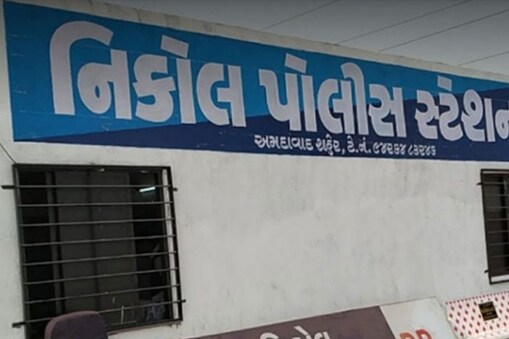 નિકોલ પોલીસ સ્ટેશન
અમદાવાદ શહેર, ટે.નં.